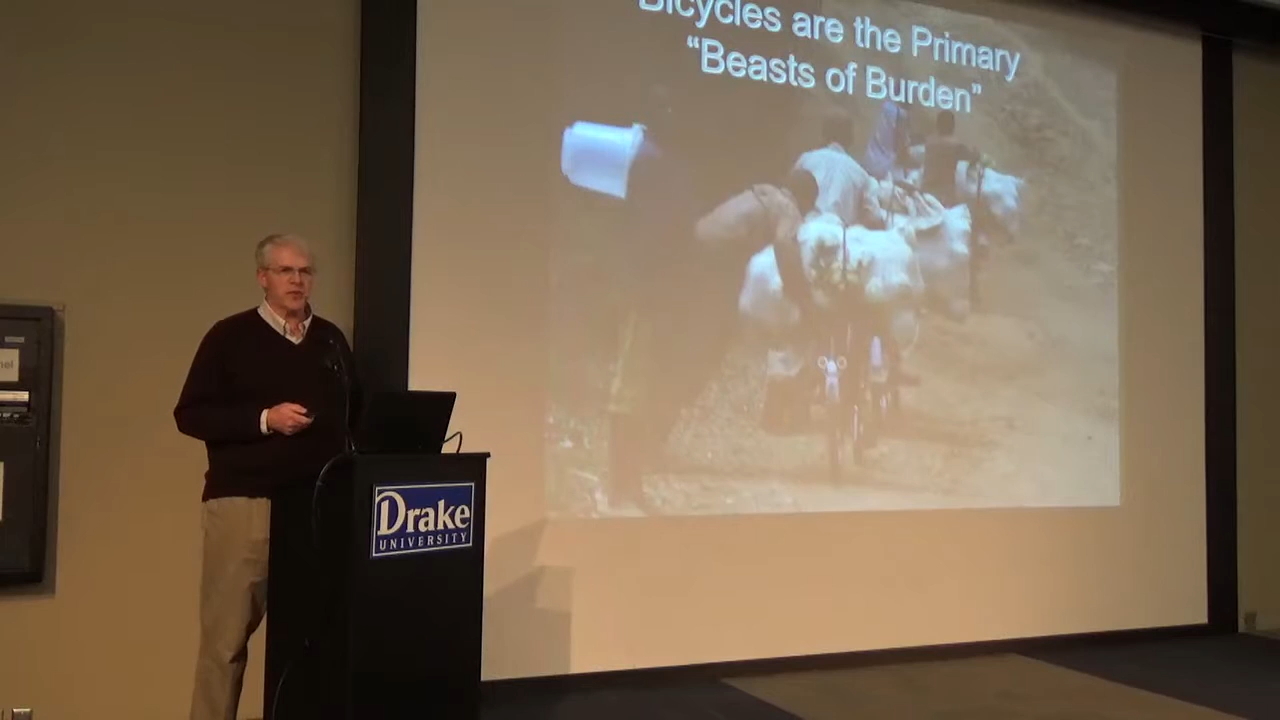 Bicycles are the Primary
“Beasts of Burden”
Drake
UNIVERSITY